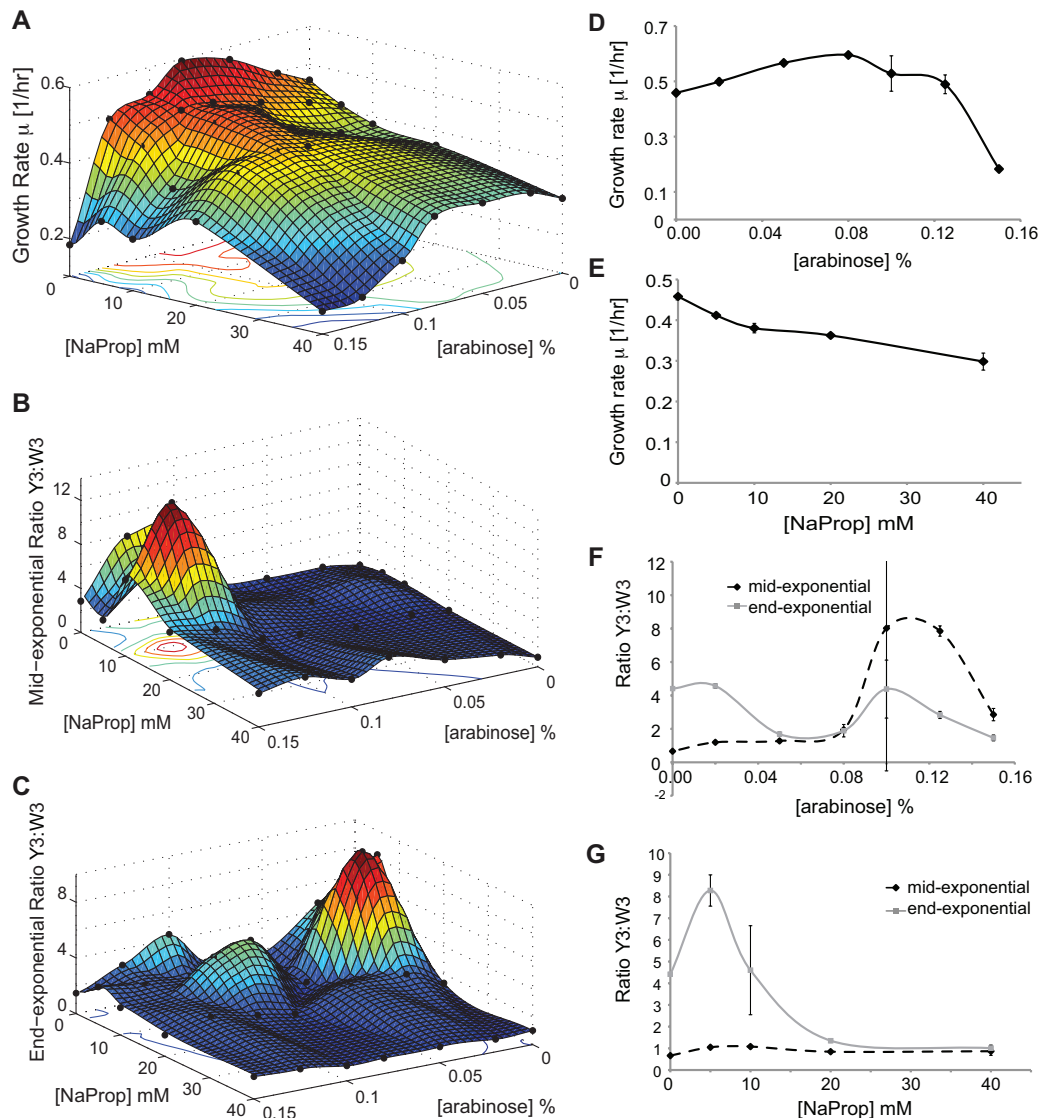 A
Growth Rate μ [1/hr]
0.6
0.4
0.2
0
10
20
30
40
[NaProp] mM
0.15
0.1
0.05
0
[arabinose] %
B
Mid−exponential Ratio Y3:W3
12
8
4
0
0
10
20
30
40
[NaProp] mM
0.15
0.1
0.05
0
[arabinose] %
C
End−exponential Ratio Y3:W3
8
4
0
0
10
20
30
40
[NaProp] mM
0.15
0.1
0.05
0
[arabinose] %
D
Growth rate μ [1/hr]
0.7
0.5
0.3
0.1
0
0.00 0.04 0.08 0.12 0.16
[arabinose] %
E
Growth rate μ [1/hr]
0.5
0.4
0.3
0.2
0.1
0
0 10 20 30 40
[NaProp] mM
F
Ratio Y3:W3
12
10
8
6
4
2
0
-2
mid-exponential
end-exponential
0.00 0.04 0.08 0.12 0.16
[arabinose] %
G
Ratio Y3:W3
10
9
8
7
6
5
4
3
2
1
0
mid-exponential
end-exponential
0 10 20 30 40
[NaProp] mM